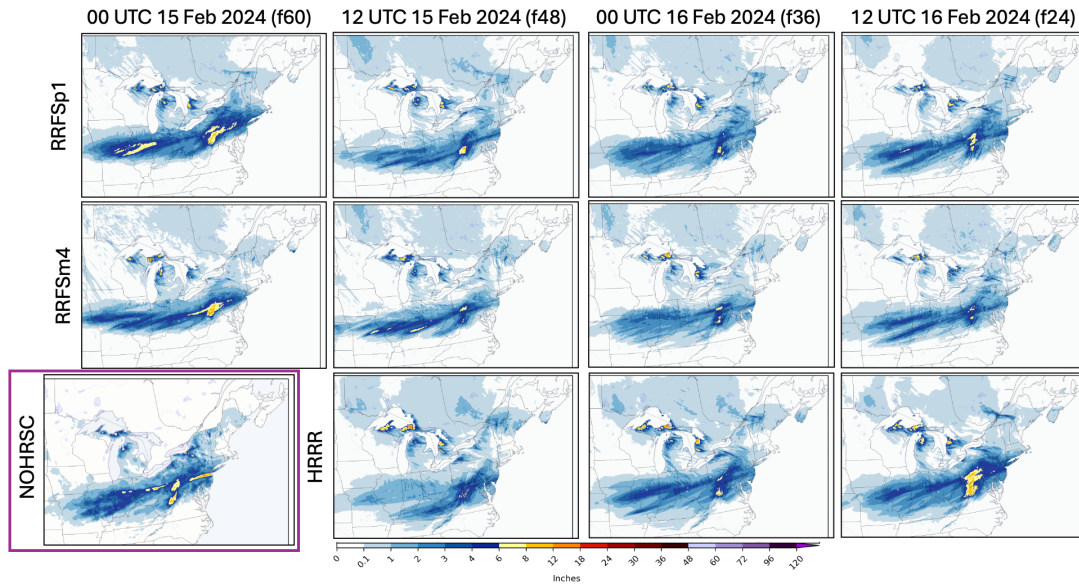 00 UTC 15 Feb 2024 (f60) 12 UTC 15 Feb 2024 (f48) 00 UTC 16 Feb 2024 (f36) 12 UTC 16 Feb 2024 (f24)
RRFSp1
RRFSm4
NOHRSC
HRRR
0 0.1 1 2 3 4 6 8 12 18 24 30 36 48 60 72 96 120
Inches